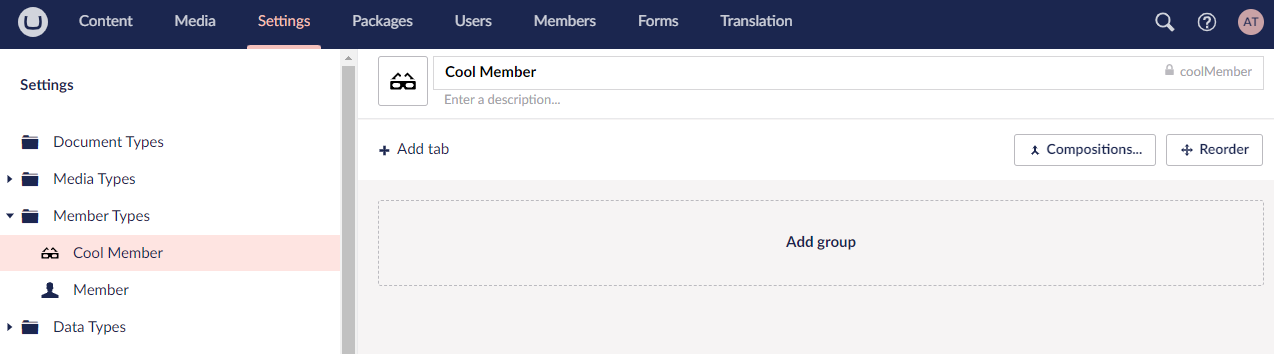 Content Media Settings Packages Users Members Forms Translation AT
Settings
Document Types
Media Types
Member Types
Cool Member
Member
Data Types
Cool Member coolMember
Enter a description...
Add tab Compositions... Reorder
Add group